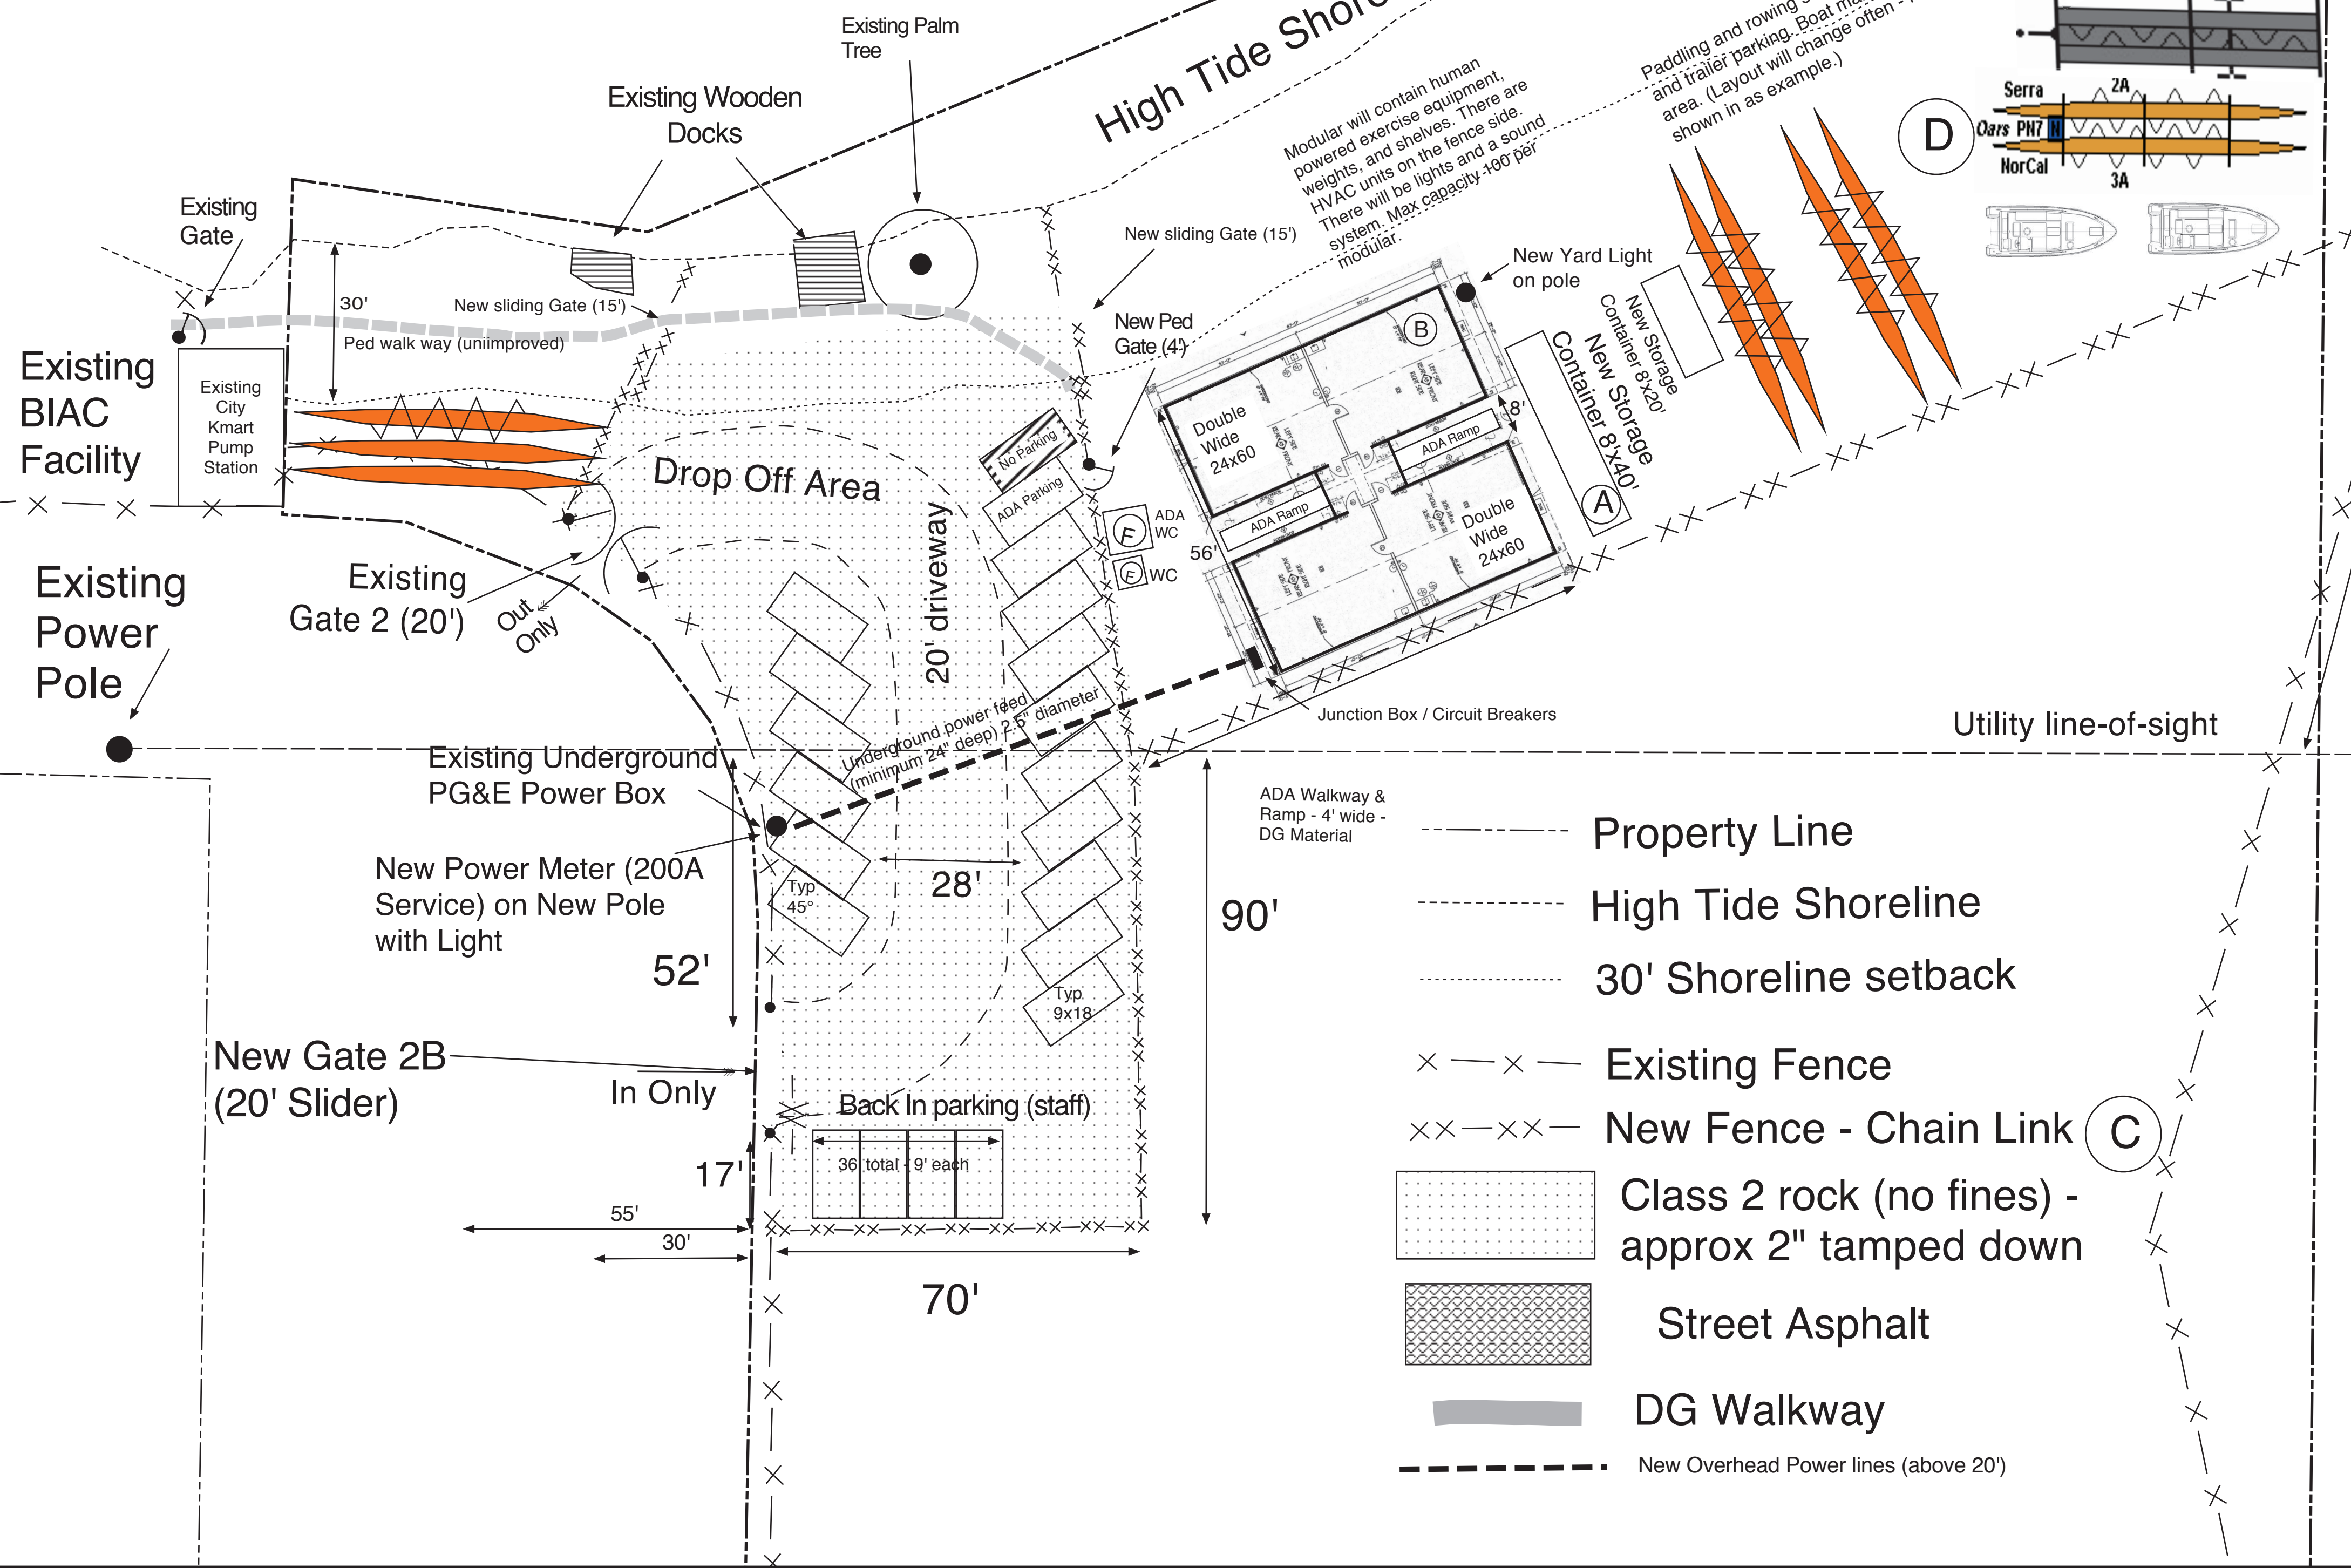 Existing Palm
Tree
High Tide
Existing Wooden
Docks
Existing
Gate
30'
New sliding Gate (15')
Ped walk way (uniimproved)
New sliding Gate (15')
New Ped
Gate (4')
Modular will contain human
powered exercise equipment,
weights, and shelves. There are
HVAC units on the fence side.
There will be lights and a sound
system. Max capacity -100 per
modular.
Paddling and rowing
and trailer parking. Boat
area. (Layout will change often -
shown in as example.)
D
Serra
2A
Oars PN7 N
NorCal
3A
New Yard Light
on pole
B
New Storage
Container 8'x20'
New Storage
Container 8'x40'
A
8'
Double
Wide
24x60
ADA Ramp
ADA Ramp
Double
Wide
24x60
56'
Existing
BIAC
Facility
Existing
City
Kmart
Pump
Station
Drop Off Area
No Parking
ADA Parking
F
ADA
WC
F
WC
20' driveway
Existing
Gate 2 (20')
Out
Only
Existing
Power
Pole
Underground power feed
(minimum 24" deep) 2.5" diameter
Junction Box / Circuit Breakers
Utility line-of-sight
Existing Underground
PG&E Power Box
New Power Meter (200A
Service) on New Pole
with Light
Typ
45°
28'
52'
90'
Typ
9x18
New Gate 2B
(20' Slider)
In Only
Back In parking (staff)
36' total - 9' each
17'
55'
30'
70'
ADA Walkway &
Ramp - 4' wide -
DG Material
Property Line
High Tide Shoreline
30' Shoreline setback
Existing Fence
New Fence - Chain Link
C
Class 2 rock (no fines) -
approx 2" tamped down
Street Asphalt
DG Walkway
New Overhead Power lines (above 20')